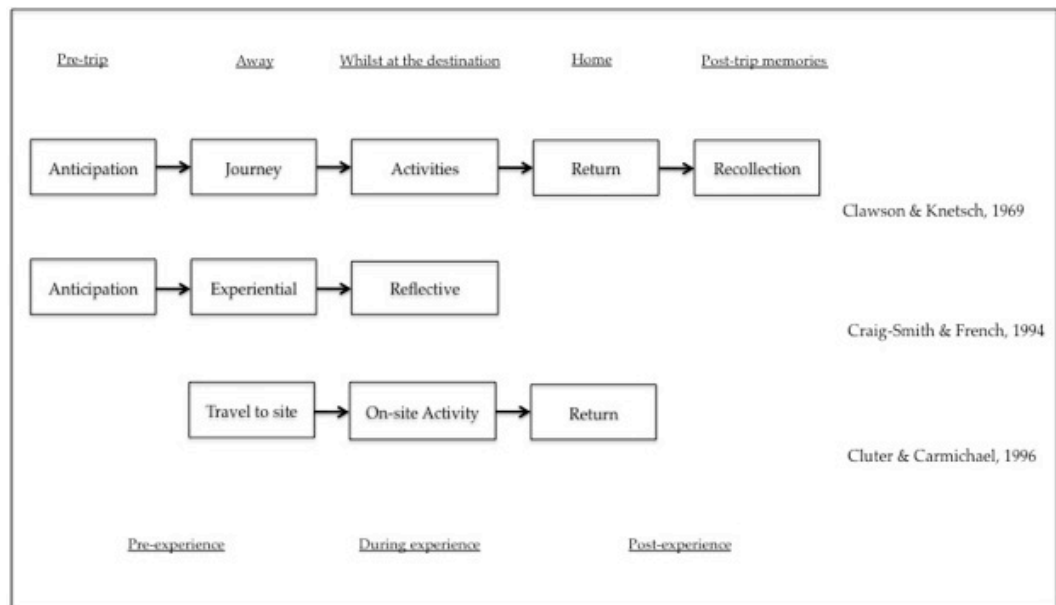 Pre-trip Away Whilst at the destination Home Post-trip memories
Anticipation Journey Activities Return Recollection
Clawson & Knetsch, 1969
Anticipation Experiential Reflective
Craig-Smith & French, 1994
Travel to site On-site Activity Return
Cluter & Carmichael, 1996
Pre-experience During experience Post-experience